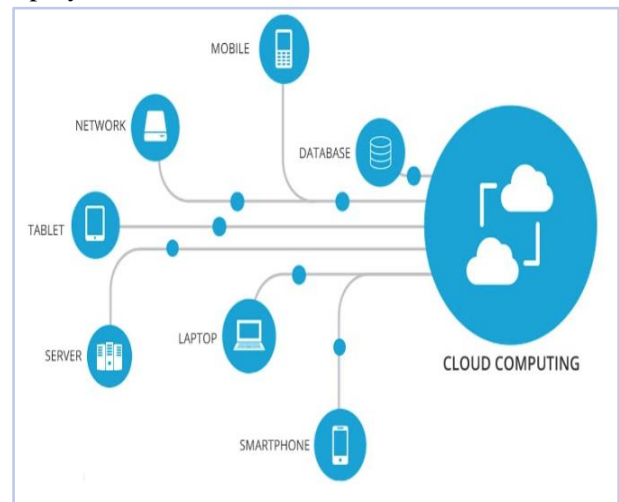 MOBILE
NETWORK
DATABASE
TABLET
LAPTOP
SERVER
CLOUD COMPUTING
SMARTPHONE